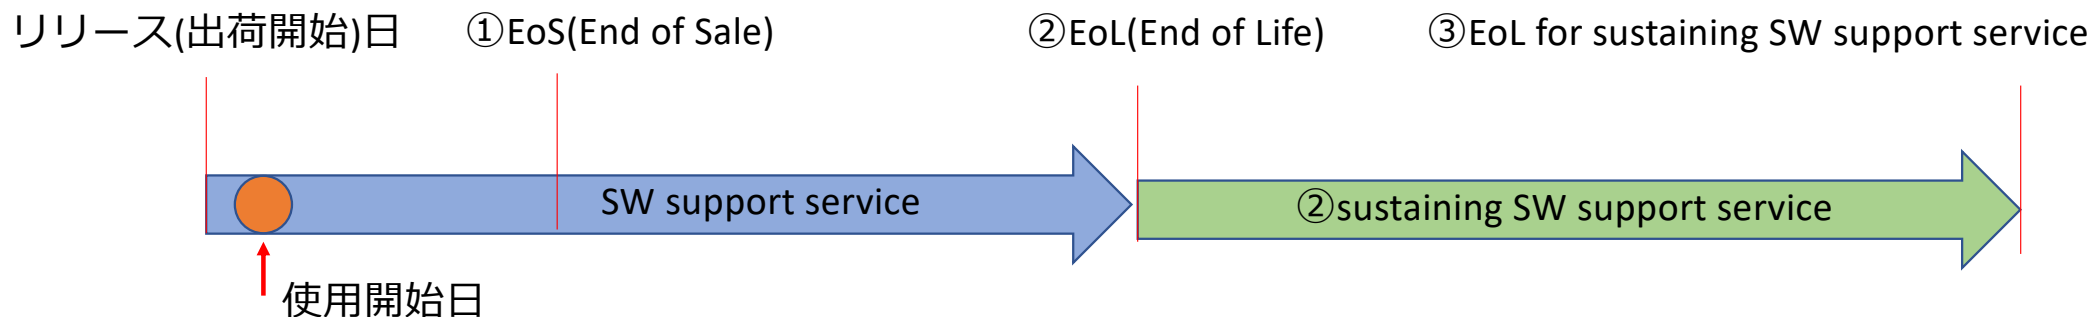 リリース(出荷開始)日
①EoS(End of Sale)
②EoL(End of Life)
③EoL for sustaining SW support service
SW support service
②sustaining SW support service
使用開始日